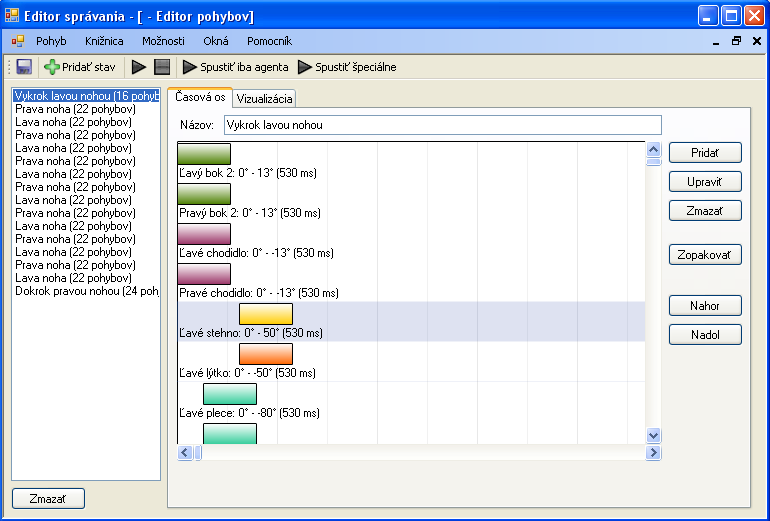 Editor správania - [ - Editor pohybov]
Pohyb Knižnica Možnosti Okná Pomocník
Pridať stav Spustiť iba agenta Spustiť špeciálne
Vykrok lavou nohou (16 pohyb
Prava noha (22 pohybov)
Lava noha (22 pohybov)
Prava noha (22 pohybov)
Lava noha (22 pohybov)
Prava noha (22 pohybov)
Lava noha (22 pohybov)
Prava noha (22 pohybov)
Lava noha (22 pohybov)
Prava noha (22 pohybov)
Lava noha (22 pohybov)
Prava noha (22 pohybov)
Lava noha (22 pohybov)
Prava noha (22 pohybov)
Lava noha (22 pohybov)
Dokrok pravou nohou (24 poh
Zmazať
Časová os Vizualizácia
Názov: Vykrok lavou nohou
Ľavý bok 2: 0° - 13° (530 ms)
Pravý bok 2: 0° - 13° (530 ms)
Ľavé chodidlo: 0° - -13° (530 ms)
Pravé chodidlo: 0° - -13° (530 ms)
Ľavé stehno: 0° - 50° (530 ms)
Ľavé lýtko: 0° - -50° (530 ms)
Ľavé plece: 0° - -80° (530 ms)
Pridať
Upraviť
Zmazať
Zopakovať
Nahor
Nadol